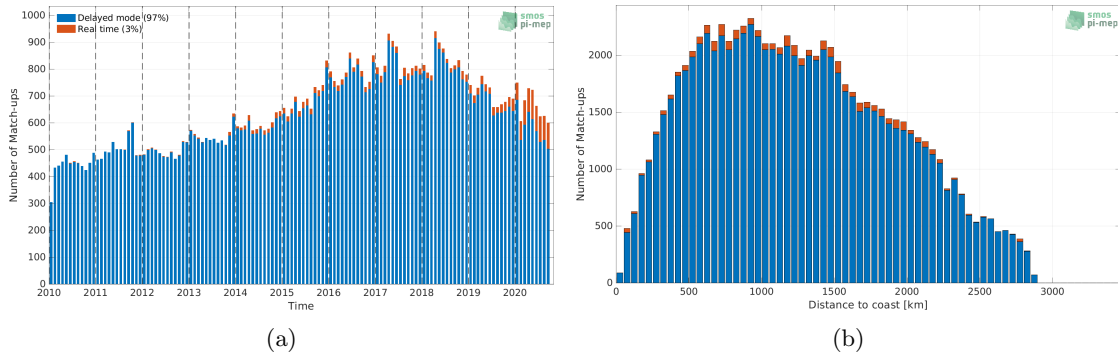 Delayed mode (97%)
Real time (3%)
smos
pi-mep
Number of Match-ups
1000
900
800
700
600
500
400
300
200
100
0
2010 2011 2012 2013 2014 2015 2016 2017 2018 2019 2020
Time
(a)
smos
pi-mep
Number of Match-ups
2000
1500
1000
500
0
0 500 1000 1500 2000 2500 3000
Distance to coast [km]
(b)